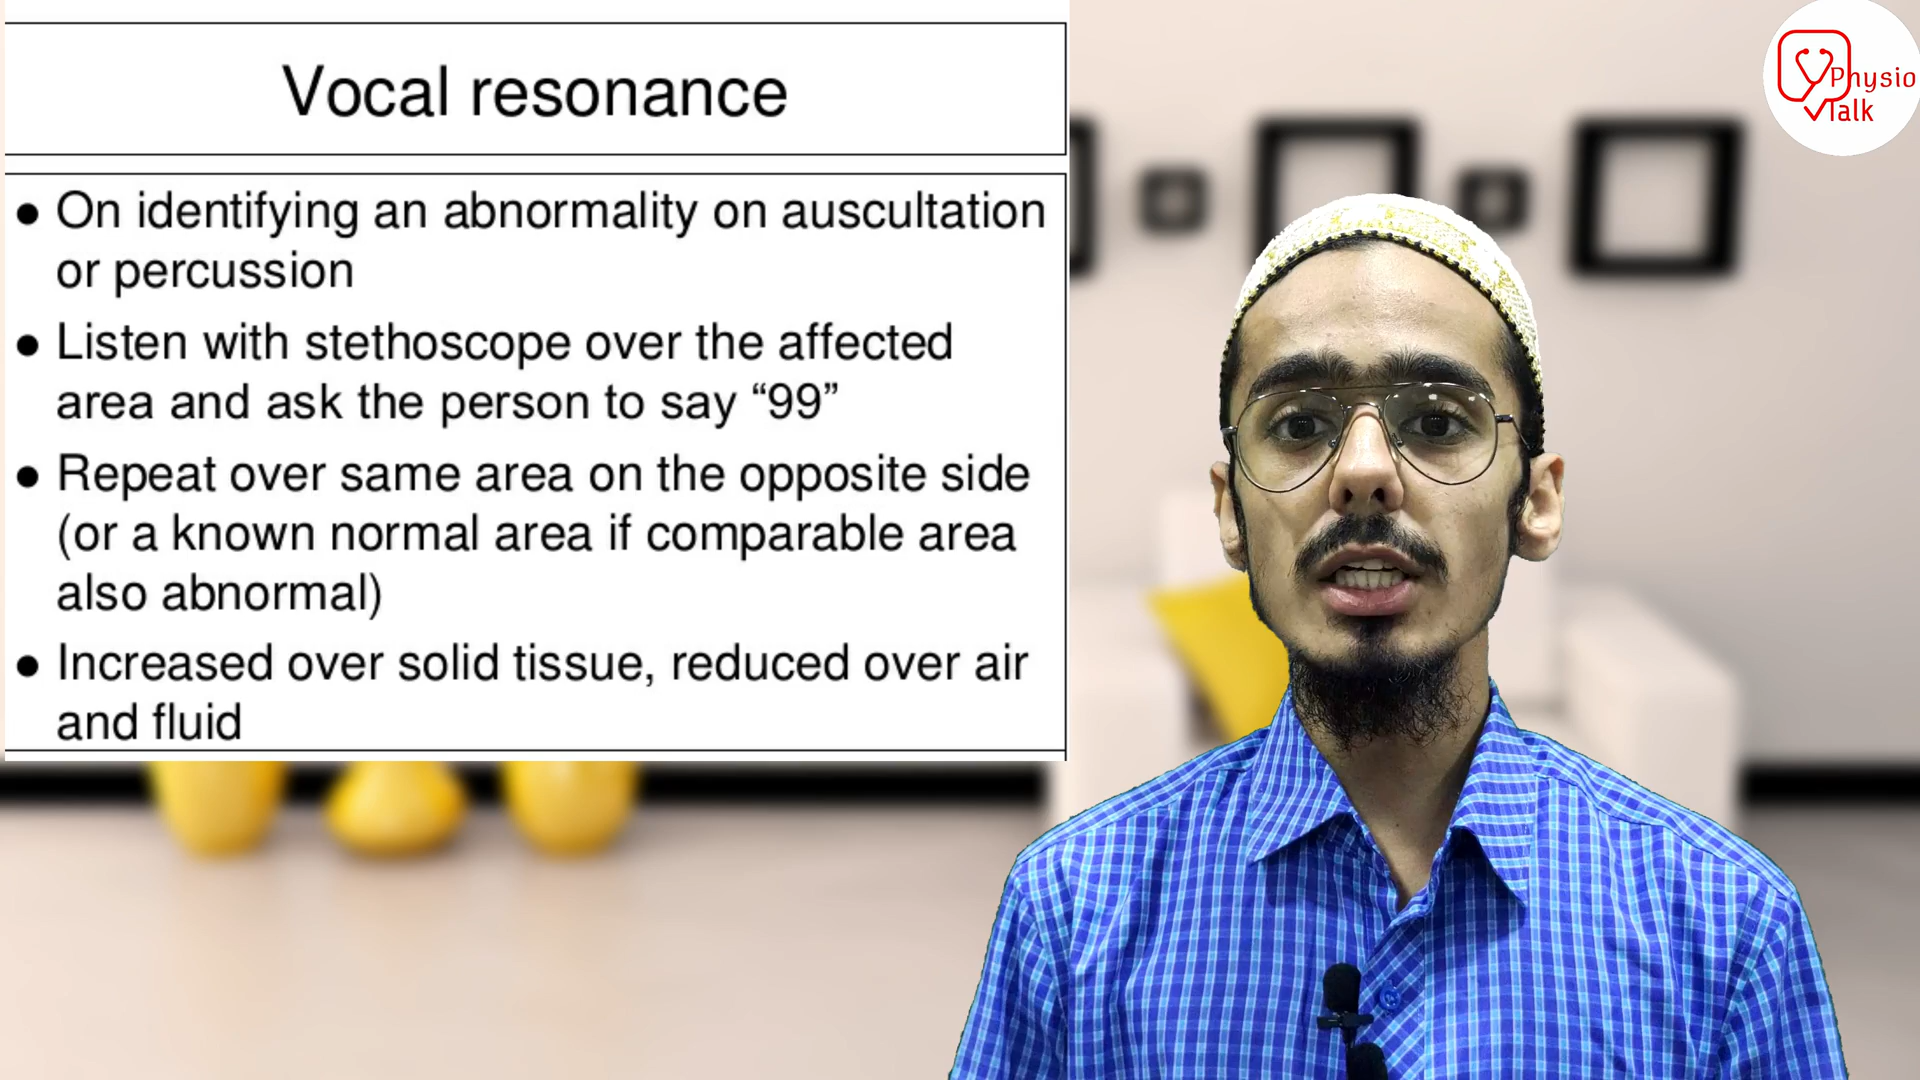 Vocal resonance
● On identifying an abnormality on auscultation
or percussion
● Listen with stethoscope over the affected
area and ask the person to say “99”
● Repeat over same area on the opposite side
(or a known normal area if comparable area
also abnormal)
● Increased over solid tissue, reduced over air
and fluid
Physio
Talk